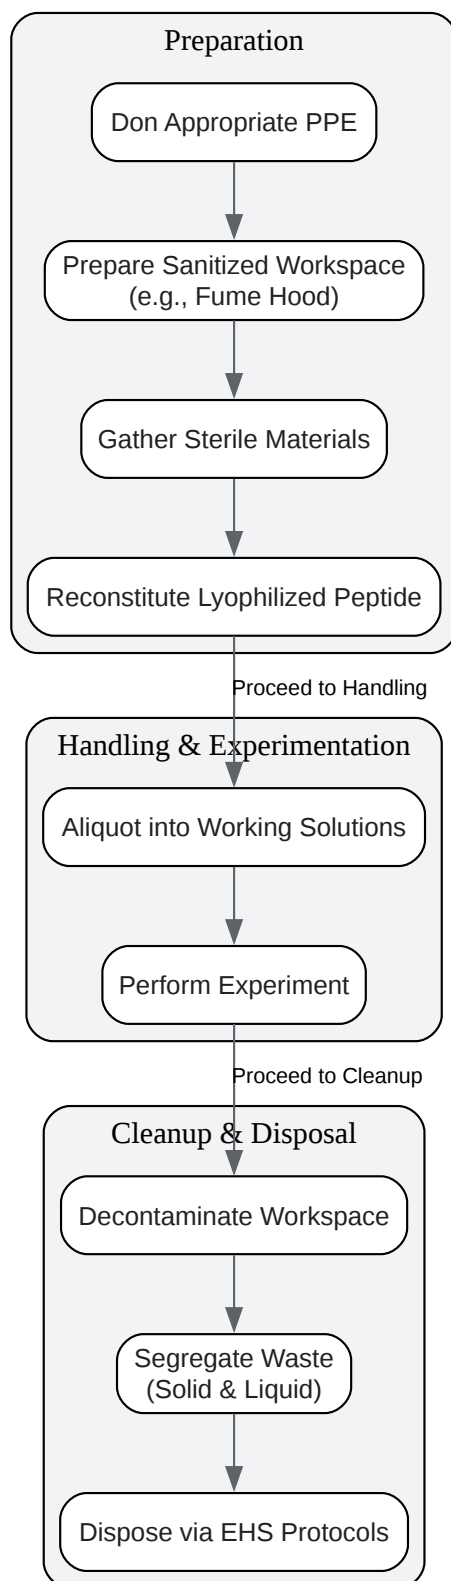 Preparation
Don Appropriate PPE
Prepare Sanitized Workspace
(e.g., Fume Hood)
Gather Sterile Materials
Reconstitute Lyophilized Peptide
Proceed to Handling
Handling & Experimentation
Aliquot into Working Solutions
Perform Experiment
Proceed to Cleanup
Cleanup & Disposal
Decontaminate Workspace
Segregate Waste
(Solid & Liquid)
Dispose via EHS Protocols